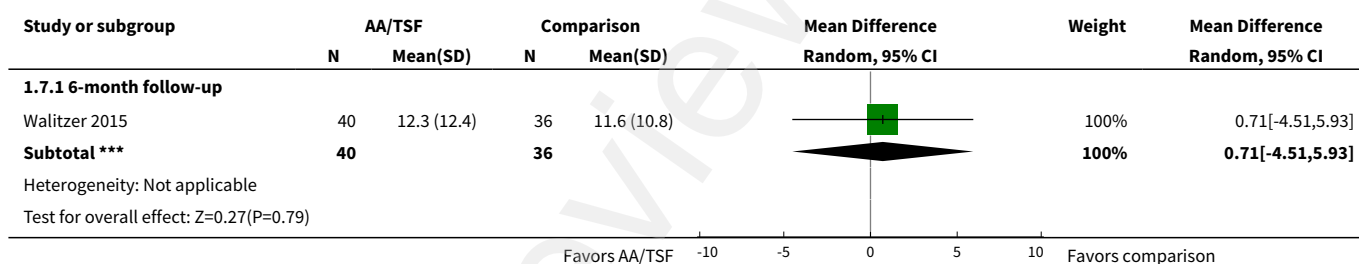 Study or subgroup AA/TSF Comparison Mean Difference Weight Mean Difference
N Mean(SD) N Mean(SD) Random, 95% CI Random, 95% CI
1.7.1 6-month follow-up
Walitzer 2015 40 12.3 (12.4) 36 11.6 (10.8) 100% 0.71[-4.51,5.93]
Subtotal *** 40 36 100% 0.71[-4.51,5.93]
Heterogeneity: Not applicable
Test for overall effect: Z=0.27(P=0.79)
Favors AA/TSF -10 -5 0 5 10 Favors comparison